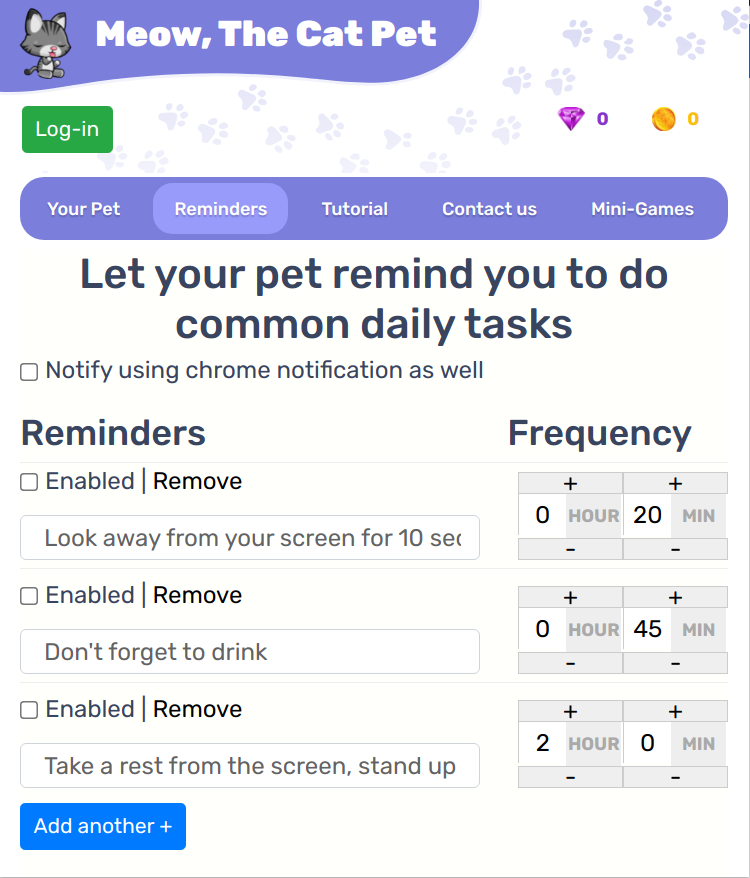 Meow, The Cat Pet
Log-in
0
0
Your Pet Reminders Tutorial Contact us Mini-Games
Let your pet remind you to do
common daily tasks
Notify using chrome notification as well
Reminders Frequency
Enabled | Remove
+ +
Look away from your screen for 10 sec
0 HOUR 20 MIN
- -
Enabled | Remove
+ +
Don't forget to drink
0 HOUR 45 MIN
- -
Enabled | Remove
+ +
Take a rest from the screen, stand up
2 HOUR 0 MIN
- -
Add another +